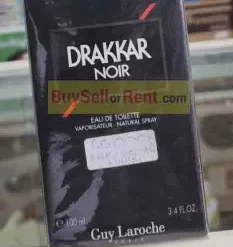 DRAKKAR
NOIR
BuySellorRent.com
EAU DE TOILETTE
VAPORISATEUR · NATURAL SPRAY
100 ml
3.4 FL.OZ.
Guy Laroche
PARIS